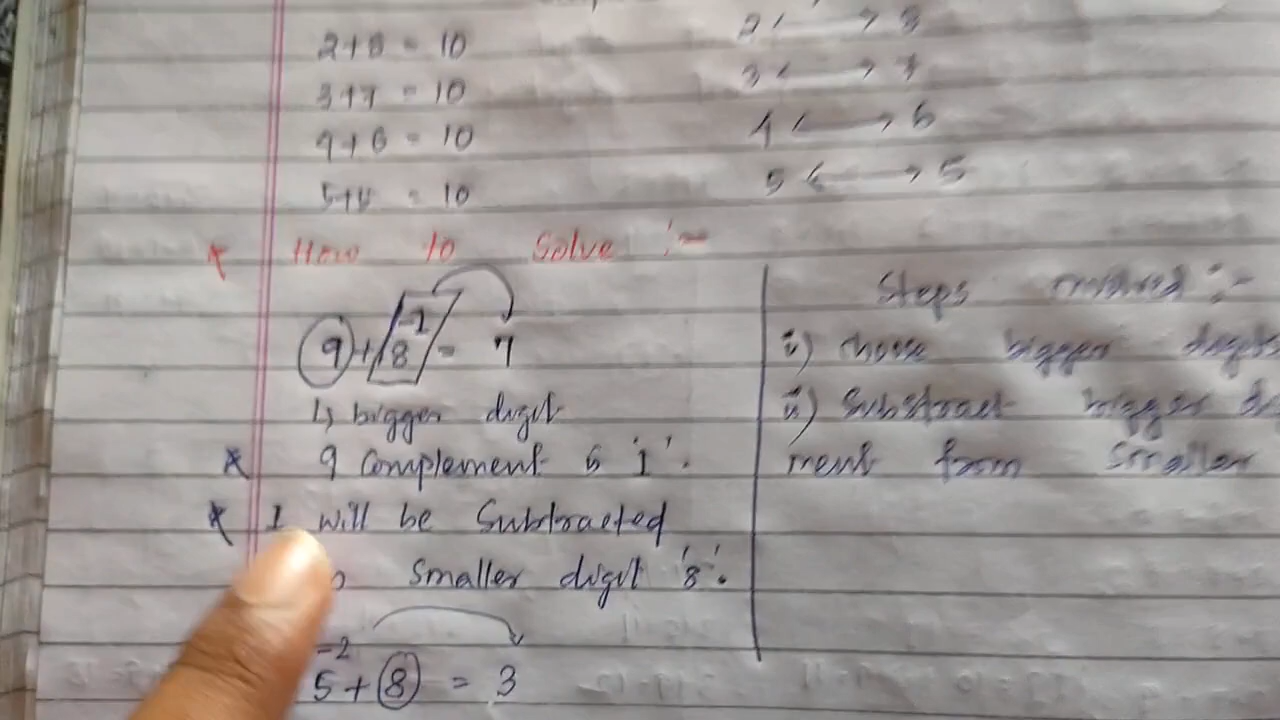 2+8 = 10
3+7 = 10
4+6 = 10
5+5 = 10
2 ⟷ 8
3 ⟷ 7
4 ⟷ 6
5 ⟷ 5
* How to Solve :-
-1
9 + 8 = 7
↳ bigger digit
* 9 Complement is '1'.
* 1 will be Subtracted
smaller digit '8'.
-2
5 + 8 = 3
Steps involved :-
i) choose bigger digits
ii) Substract bigger
ment from smaller